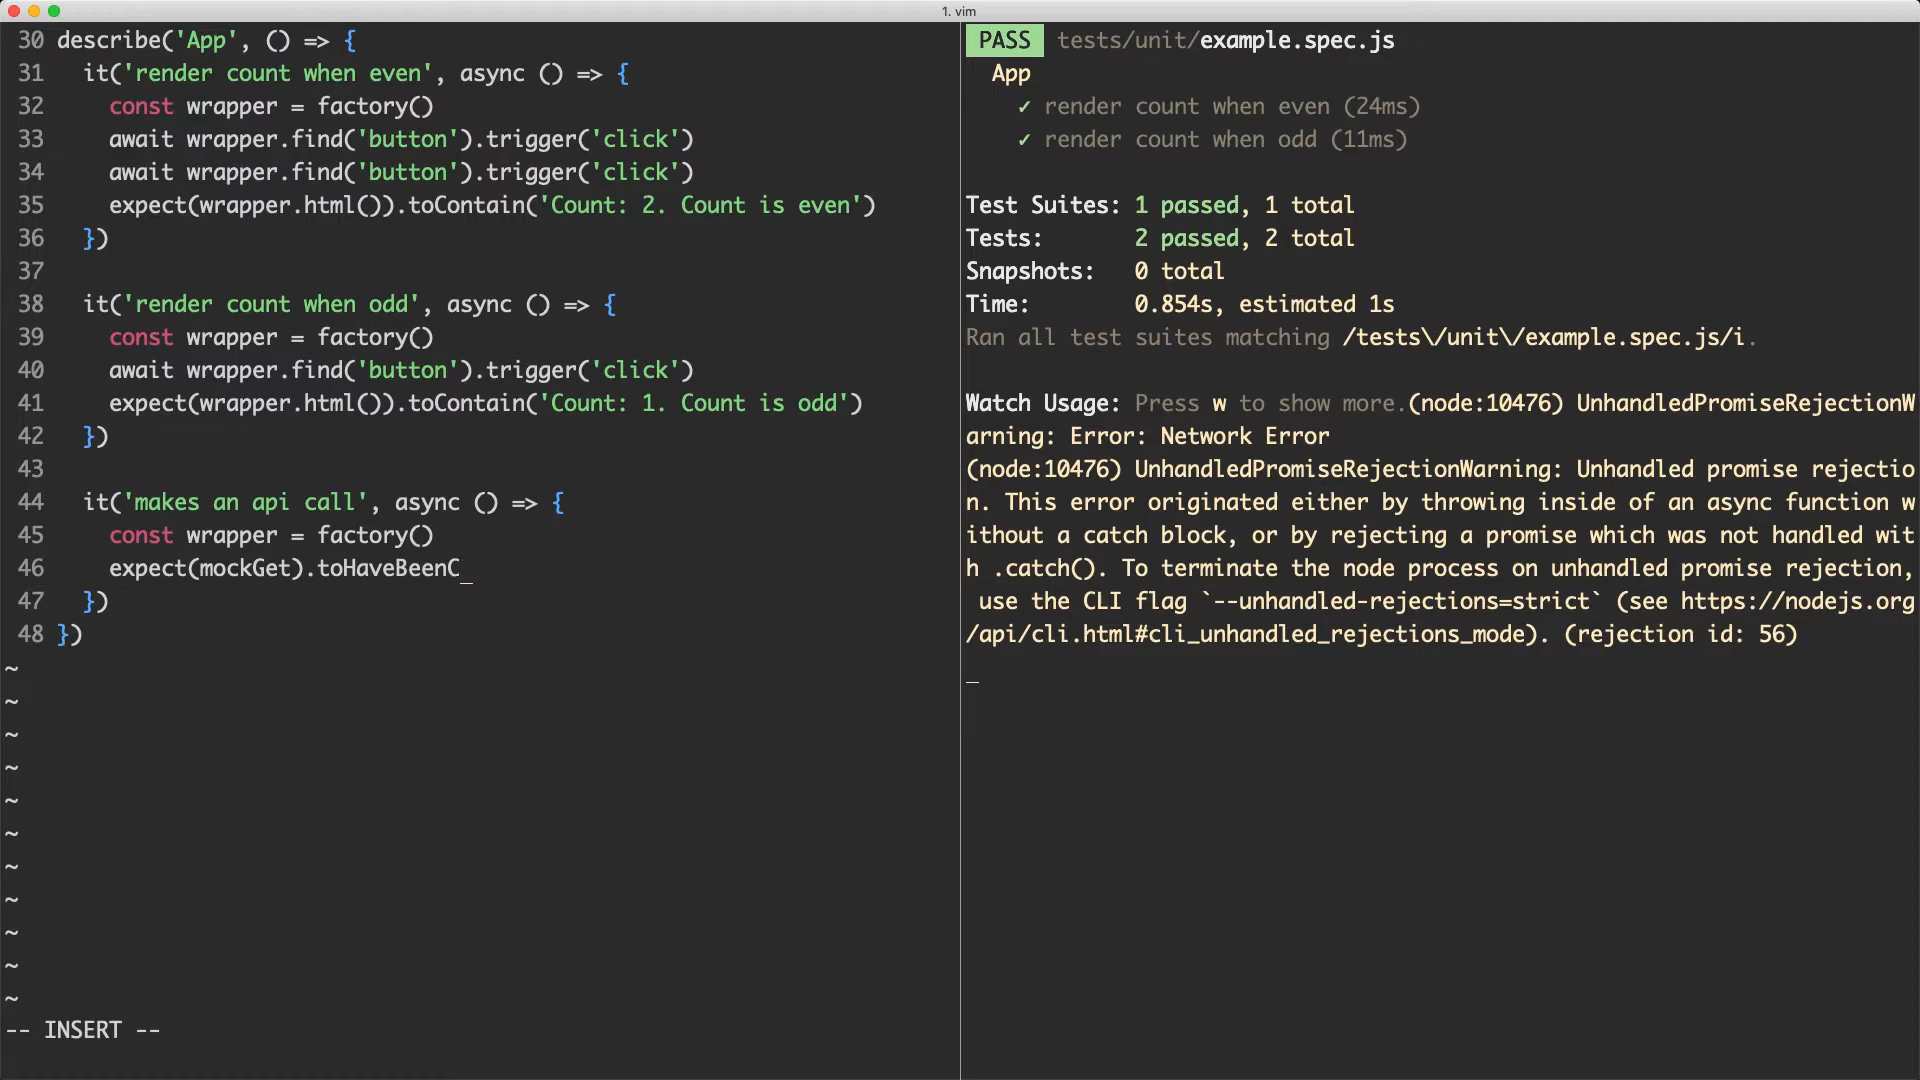 1. vim
30 describe('App', () => {
31   it('render count when even', async () => {
32     const wrapper = factory()
33     await wrapper.find('button').trigger('click')
34     await wrapper.find('button').trigger('click')
35     expect(wrapper.html()).toContain('Count: 2. Count is even')
36   })
37
38   it('render count when odd', async () => {
39     const wrapper = factory()
40     await wrapper.find('button').trigger('click')
41     expect(wrapper.html()).toContain('Count: 1. Count is odd')
42   })
43
44   it('makes an api call', async () => {
45     const wrapper = factory()
46     expect(mockGet).toHaveBeenC_
47   })
48 })
~
~
~
~
~
~
~
~
~
~
~
-- INSERT --
PASS tests/unit/example.spec.js
App
✓ render count when even (24ms)
✓ render count when odd (11ms)
Test Suites: 1 passed, 1 total
Tests:       2 passed, 2 total
Snapshots:   0 total
Time:        0.854s, estimated 1s
Ran all test suites matching /tests\/unit\/example.spec.js/i.
Watch Usage: Press w to show more.(node:10476) UnhandledPromiseRejectionW
arning: Error: Network Error
(node:10476) UnhandledPromiseRejectionWarning: Unhandled promise rejectio
n. This error originated either by throwing inside of an async function w
ithout a catch block, or by rejecting a promise which was not handled wit
h .catch(). To terminate the node process on unhandled promise rejection,
 use the CLI flag `--unhandled-rejections=strict` (see https://nodejs.org
/api/cli.html#cli_unhandled_rejections_mode). (rejection id: 56)
_